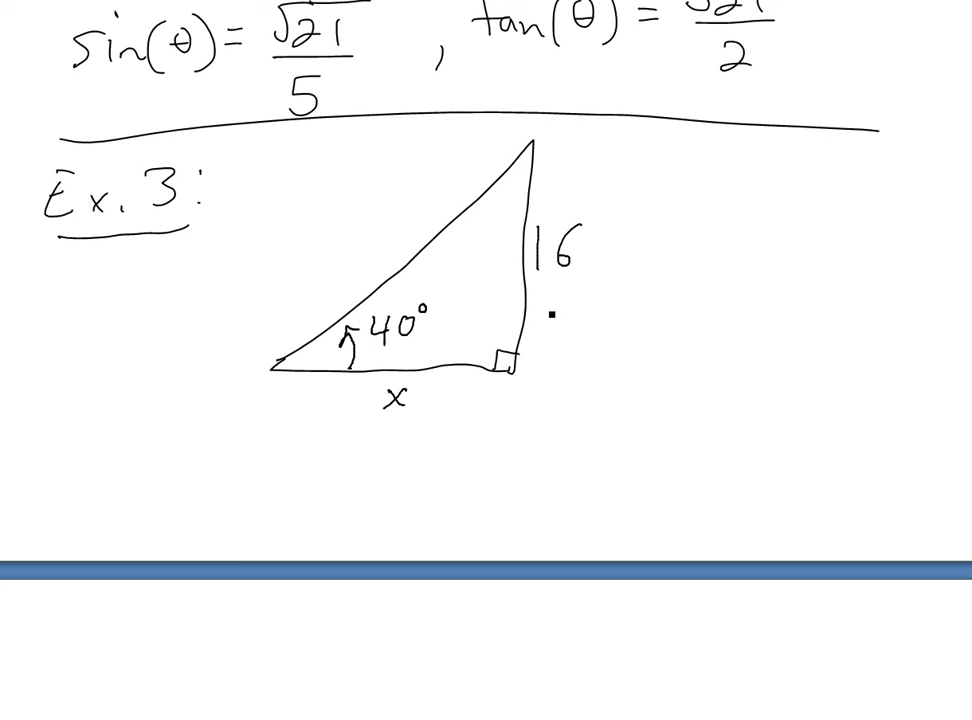 sin(θ) = √21/5 , tan(θ) = √21/2
Ex. 3:
16
40°
x